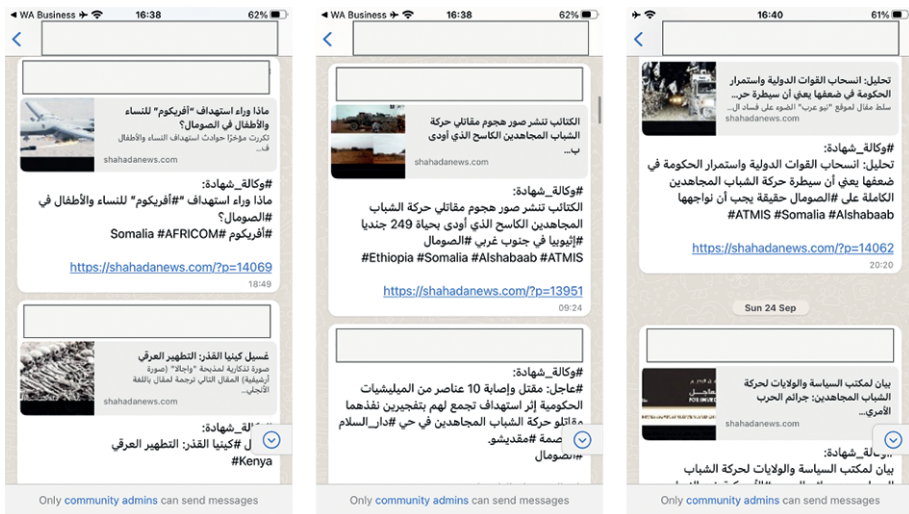 WA Business 16:38 62%
ماذا وراء استهداف "أفريكوم" للنساء
والأطفال في الصومال؟
تكررت مؤخرًا حوادث استهداف النساء والأطفال
ف...
shahadanews.com
#وكالة_شهادة:
ماذا وراء استهداف "#أفريكوم" للنساء والأطفال في
#الصومال؟
#أفريكوم #Somalia #AFRICOM
https://shahadanews.com/?p=14069
18:49
غسيل كينيا القذر: التطهير العرقي
صورة تذكارية لمذبحة "واجالا" (صورة
أرشيفية) المقال التالي ترجمة لمقال باللغة
الأنجلي...
shahadanews.com
#كينيا القذر: التطهير العرقي
#Kenya
Only community admins can send messages
WA Business 16:38 62%
الكتائب تنشر صور هجوم مقاتلي حركة
الشباب المجاهدين الكاسح الذي أودى
ب...
shahadanews.com
#وكالة_شهادة:
الكتائب تنشر صور هجوم مقاتلي حركة الشباب
المجاهدين الكاسح الذي أودى بحياة 249 جنديا
#إثيوبيا في جنوب غربي #الصومال
#Ethiopia #Somalia #Alshabaab #ATMIS
https://shahadanews.com/?p=13951
09:24
#وكالة_شهادة:
#عاجل: مقتل وإصابة 10 عناصر من الميليشيات
الحكومية إثر استهداف تجمع لهم بتفجيرين نفذهما
مقاتلو حركة الشباب المجاهدين في حي #دار_السلام
#مقديشو.
#الصومال
Only community admins can send messages
16:40 61%
تحليل: انسحاب القوات الدولية واستمرار
الحكومة في ضعفها يعني أن سيطرة حر...
سلط مقال لموقع "نيو عرب" الضوء على فساد ال...
shahadanews.com
#وكالة_شهادة:
تحليل: انسحاب القوات الدولية واستمرار الحكومة في
ضعفها يعني أن سيطرة حركة الشباب المجاهدين
الكاملة على #الصومال حقيقة يجب أن نواجهها
#ATMIS #Somalia #Alshabaab
https://shahadanews.com/?p=14062
20:20
Sun 24 Sep
بيان لمكتب السياسة والولايات لحركة
الشباب المجاهدين: جرائم الحرب
الأمري...
shahadanews.com
#وكالة_شهادة:
بيان لمكتب السياسة والولايات لحركة الشباب
Only community admins can send messages